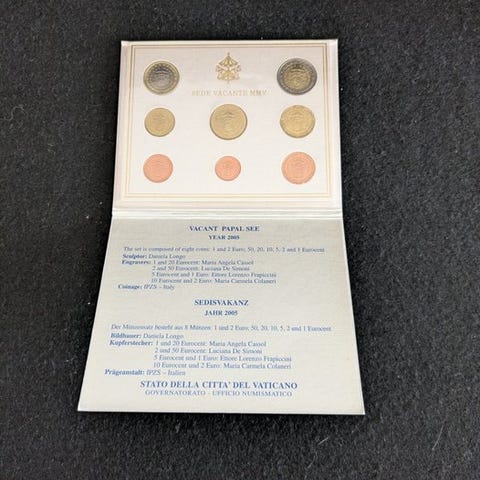 SEDE VACANTE MMV
VACANT PAPAL SEE
YEAR 2005
The set is composed of eight coins: 1 and 2 Euro; 50, 20, 10, 5, 2 and 1 Eurocent
Sculptor: Daniela Longo
Engravers: 1 and 20 Eurocent: Maria Angela Cassol
2 and 50 Eurocent: Luciana De Simoni
5 Eurocent and 1 Euro: Ettore Lorenzo Frapiccini
10 Eurocent and 2 Euro: Maria Carmela Colaneri
Coinage: IPZS – Italy
SEDISVAKANZ
JAHR 2005
Der Münzensatz besteht aus 8 Münzen: 1 und 2 Euro; 50, 20, 10, 5, 2 und 1 Eurocent
Bildhauer: Daniela Longo
Kupferstecher: 1 und 20 Eurocent: Maria Angela Cassol
2 und 50 Eurocent: Luciana De Simoni
5 Eurocent und 1 Euro: Ettore Lorenzo Frapiccini
10 Eurocent und 2 Euro: Maria Carmela Colaneri
Prägeanstalt: IPZS – Italien
STATO DELLA CITTA' DEL VATICANO
GOVERNATORATO - UFFICIO NUMISMATICO